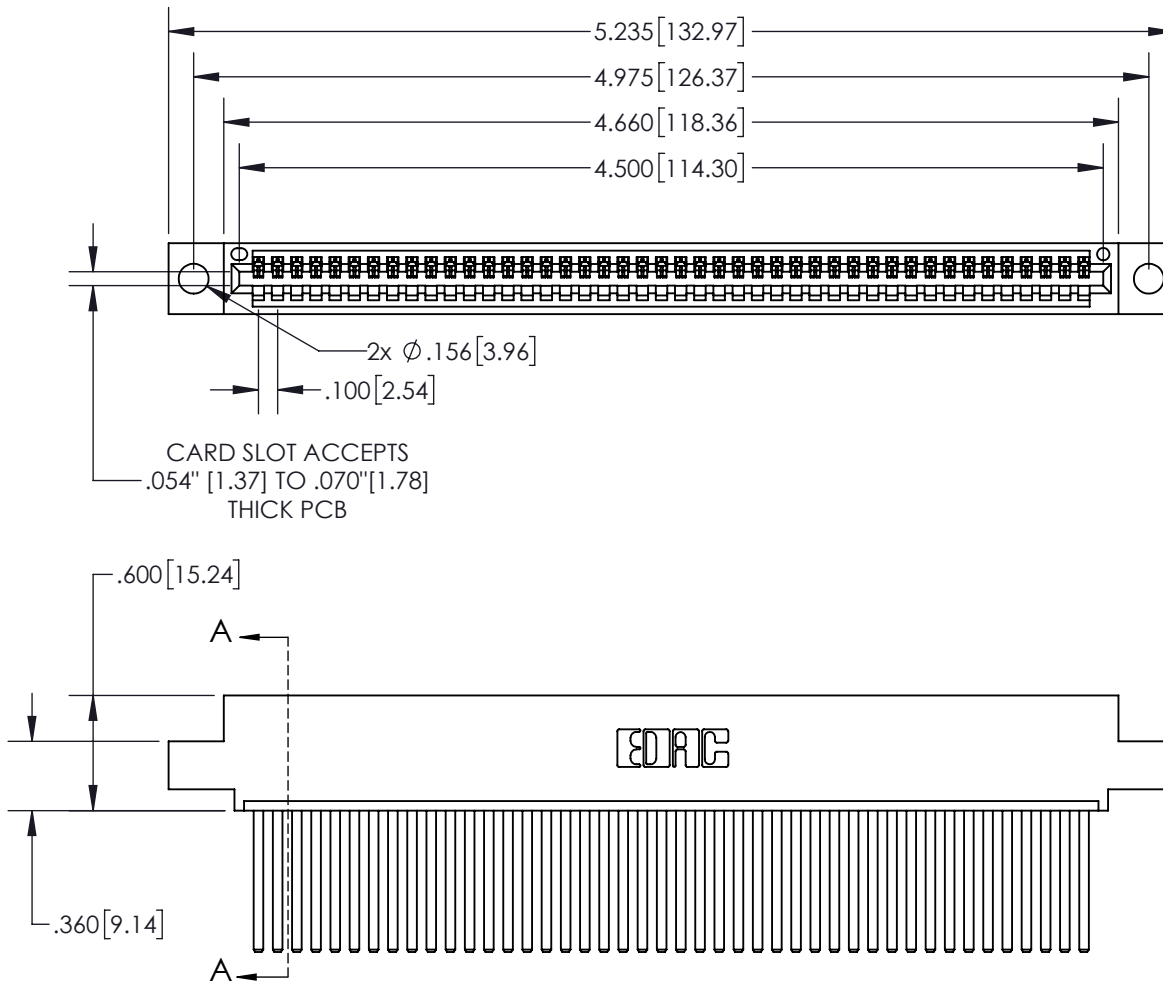 5.235[132.97]
4.975[126.37]
4.660[118.36]
4.500[114.30]
2x Ø.156[3.96]
.100[2.54]
CARD SLOT ACCEPTS
.054" [1.37] TO .070"[1.78]
THICK PCB
.600[15.24]
A
EDAC
.360[9.14]
A